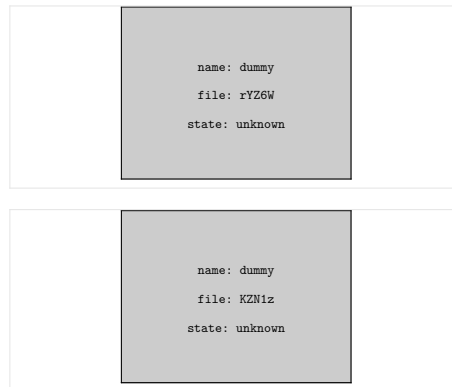 name: dummy
file: rYZ6W
state: unknown
name: dummy
file: KZN1z
state: unknown